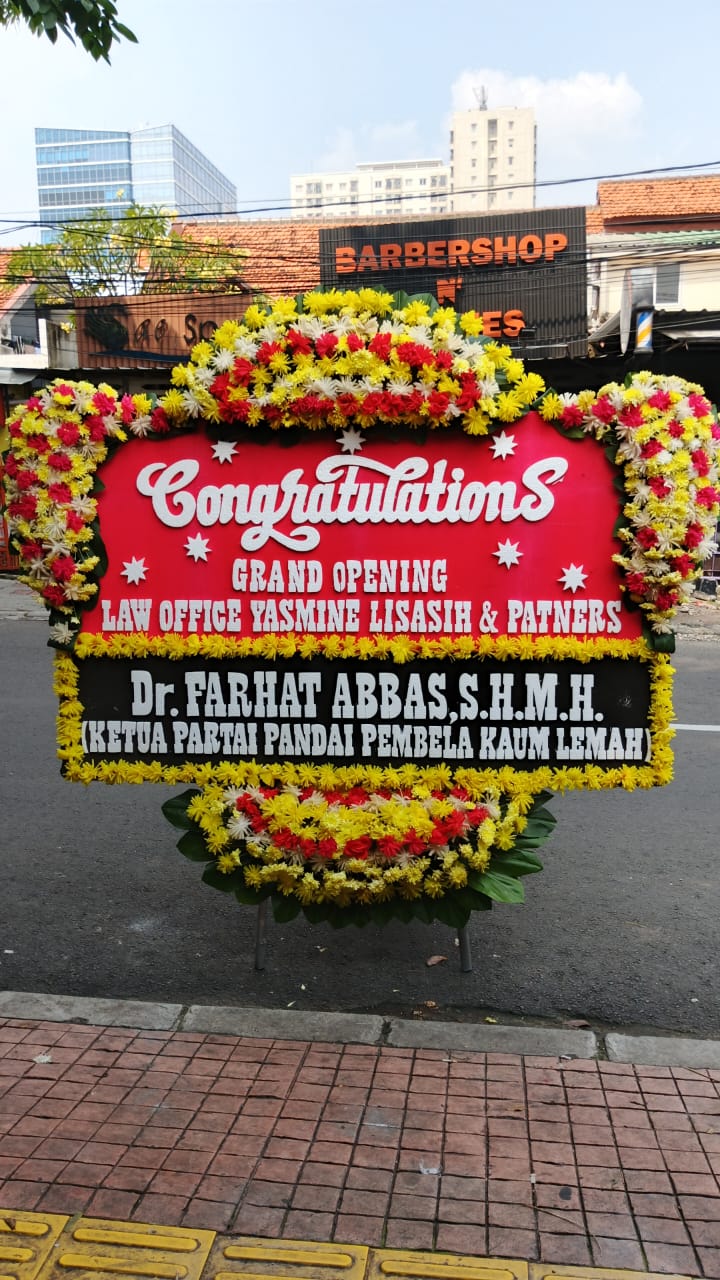 BARBERSHOP
N'
Congratulations
GRAND OPENING
LAW OFFICE YASMINE LISASIH & PATNERS
Dr. FARHAT ABBAS,S.H.M.H.
(KETUA PARTAI PANDAI PEMBELA KAUM LEMAH)